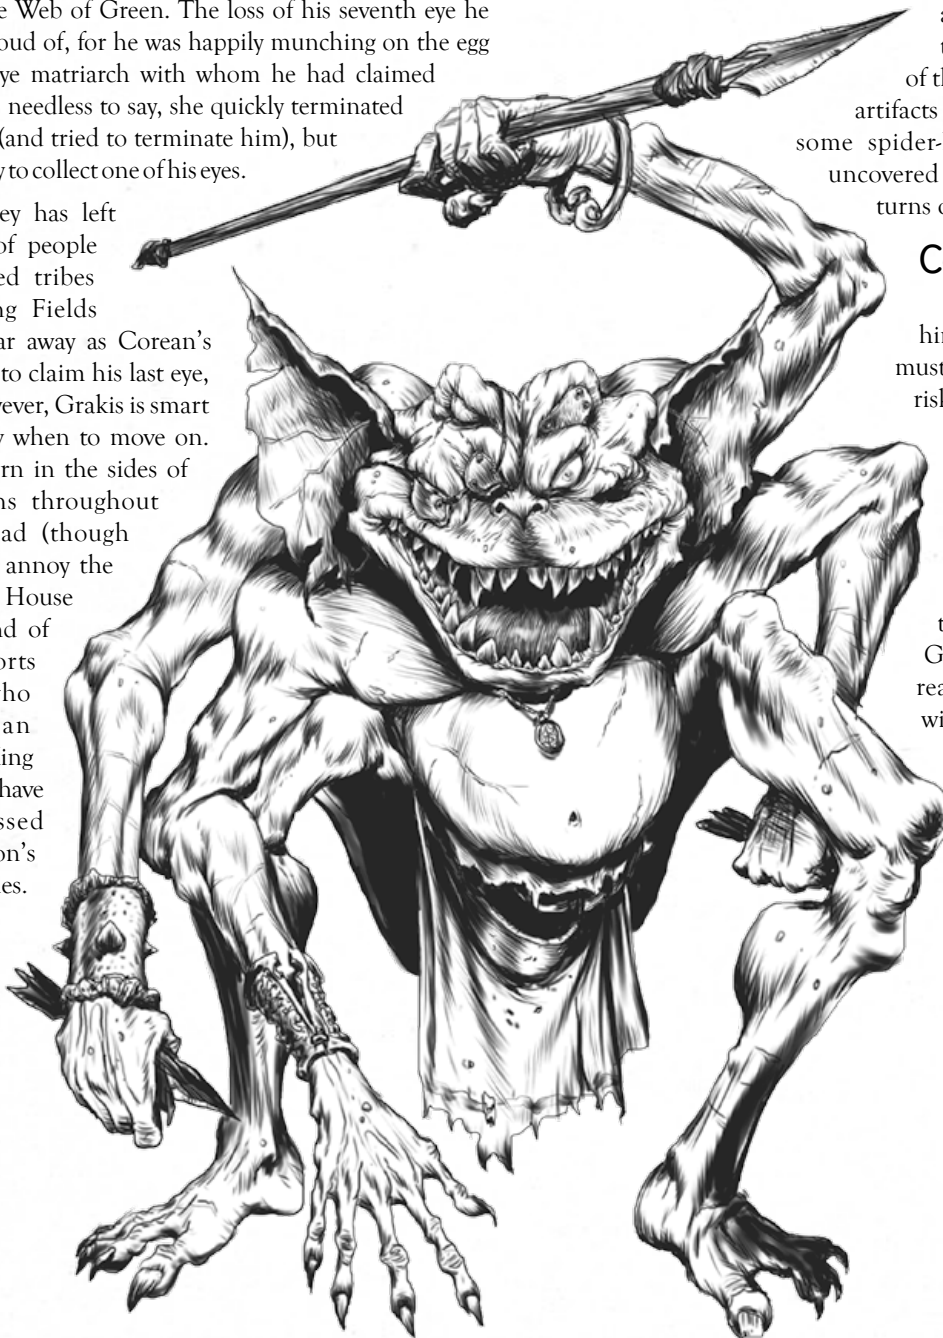 e Web of Green. The loss of his seventh eye he
oud of, for he was happily munching on the egg
ye matriarch with whom he had claimed
needless to say, she quickly terminated
(and tried to terminate him), but
y to collect one of his eyes.
ey has left
of people
ed tribes
ng Fields
ar away as Corean's
to claim his last eye,
vever, Grakis is smart
w when to move on.
rn in the sides of
ns throughout
ad (though
annoy the
House
nd of
orts
ho
an
ing
have
ssed
on's
es.
a
t
of th
artifacts
some spider-
uncovered
turns o
C
hin
must
risk
t
G
rea
wi